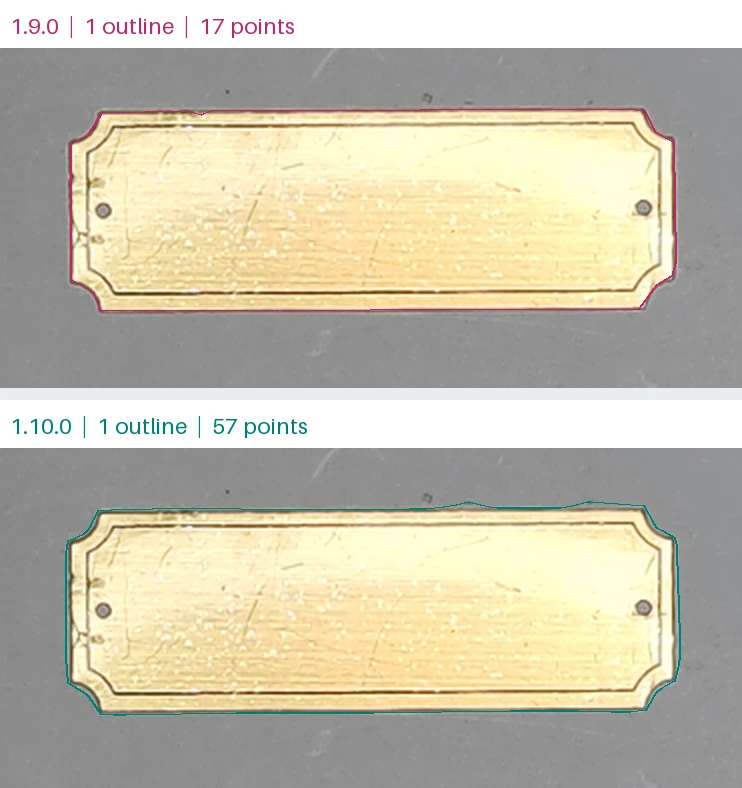 1.9.0 | 1 outline | 17 points
1.10.0 | 1 outline | 57 points